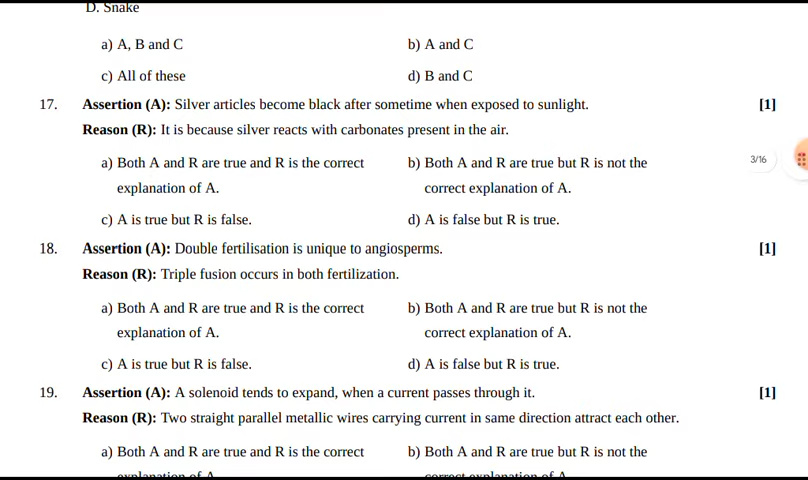 D. Snake
a) A, B and C
b) A and C
c) All of these
d) B and C
17. Assertion (A): Silver articles become black after sometime when exposed to sunlight. [1]
Reason (R): It is because silver reacts with carbonates present in the air.
3/16
a) Both A and R are true and R is the correct
explanation of A.
b) Both A and R are true but R is not the
correct explanation of A.
c) A is true but R is false.
d) A is false but R is true.
18. Assertion (A): Double fertilisation is unique to angiosperms. [1]
Reason (R): Triple fusion occurs in both fertilization.
a) Both A and R are true and R is the correct
explanation of A.
b) Both A and R are true but R is not the
correct explanation of A.
c) A is true but R is false.
d) A is false but R is true.
19. Assertion (A): A solenoid tends to expand, when a current passes through it. [1]
Reason (R): Two straight parallel metallic wires carrying current in same direction attract each other.
a) Both A and R are true and R is the correct
explanation of A.
b) Both A and R are true but R is not the
correct explanation of A.